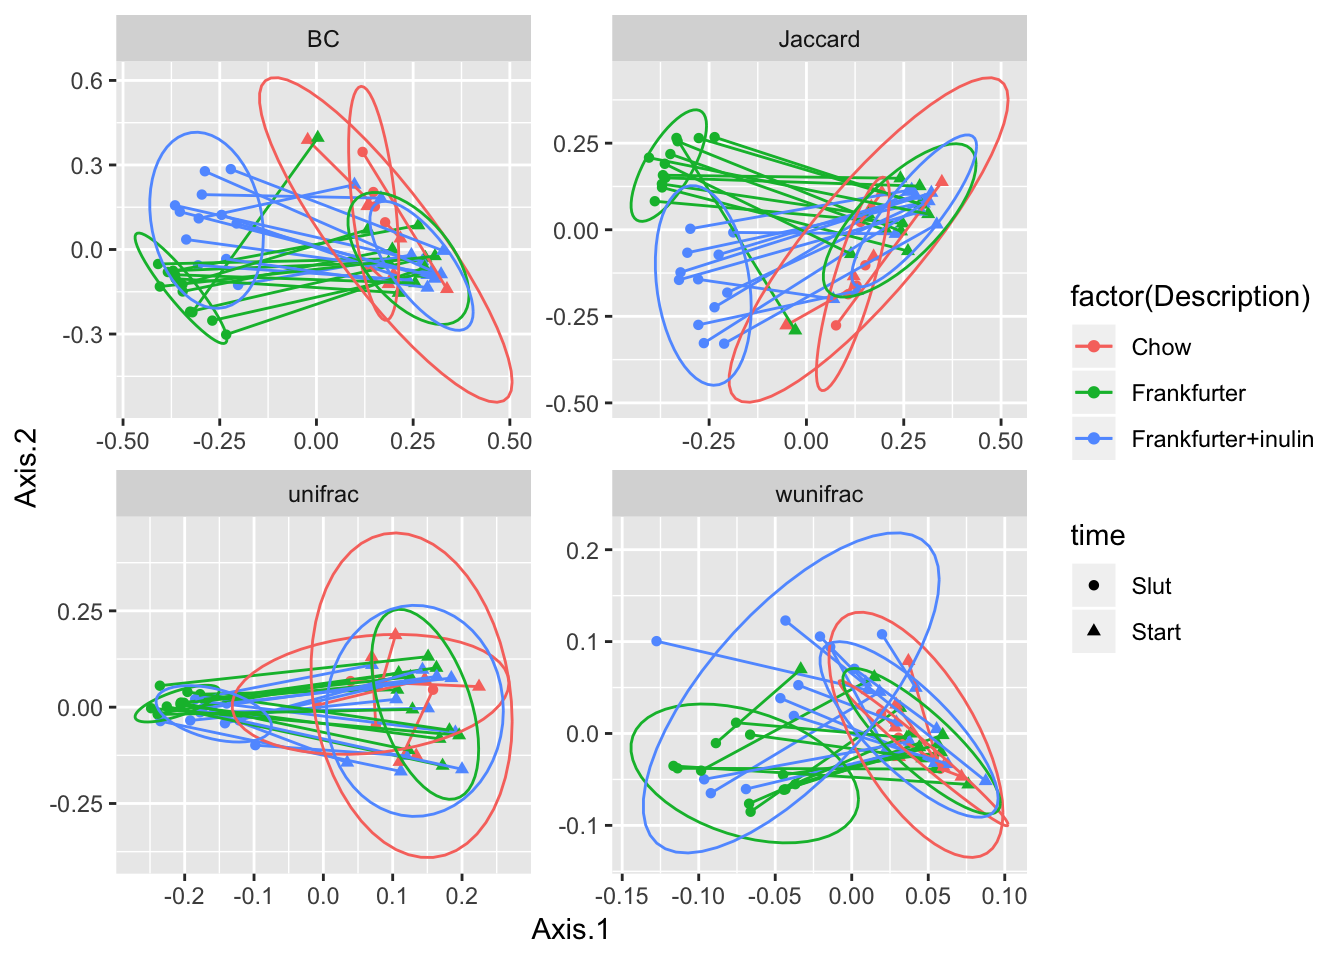 BC
Jaccard
0.6
0.3
0.0
-0.3
0.25
0.00
-0.25
-0.50
-0.50 -0.25 0.00 0.25 0.50
-0.25 0.00 0.25 0.50
unifrac
wunifrac
0.25
0.00
-0.25
0.2
0.1
0.0
-0.1
-0.2 -0.1 0.0 0.1 0.2
-0.15 -0.10 -0.05 0.00 0.05 0.10
Axis.2
Axis.1
factor(Description)
Chow
Frankfurter
Frankfurter+inulin
time
Slut
Start